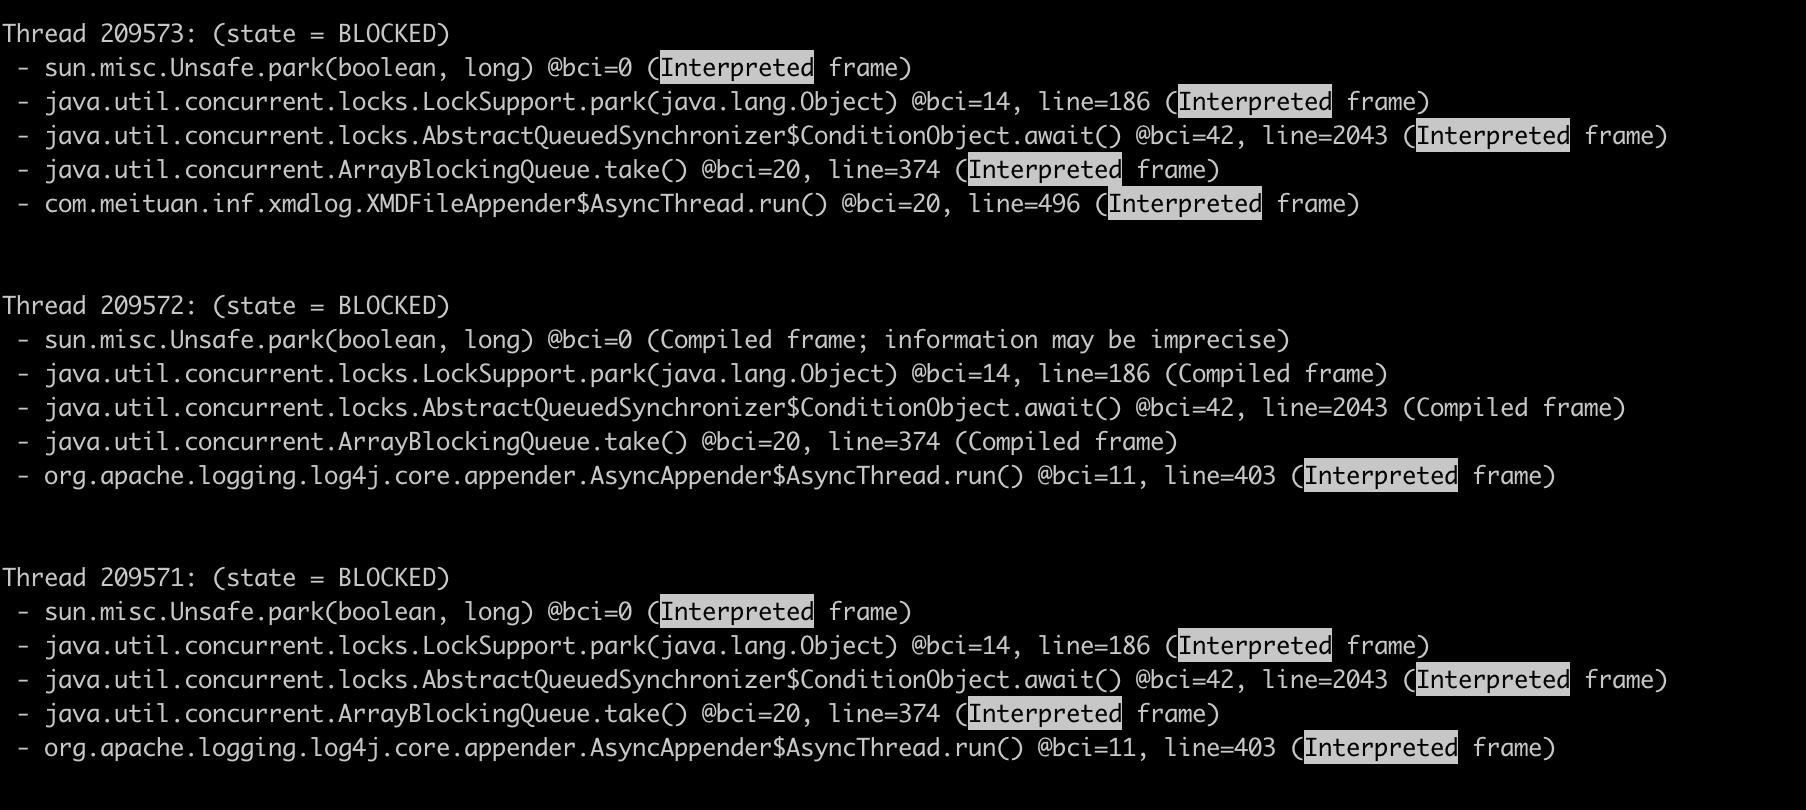 Thread 209573: (state = BLOCKED)
- sun.misc.Unsafe.park(boolean, long) @bci=0 (Interpreted frame)
- java.util.concurrent.locks.LockSupport.park(java.lang.Object) @bci=14, line=186 (Interpreted frame)
- java.util.concurrent.locks.AbstractQueuedSynchronizer$ConditionObject.await() @bci=42, line=2043 (Interpreted frame)
- java.util.concurrent.ArrayBlockingQueue.take() @bci=20, line=374 (Interpreted frame)
- com.meituan.inf.xmdlog.XMDFileAppender$AsyncThread.run() @bci=20, line=496 (Interpreted frame)
Thread 209572: (state = BLOCKED)
- sun.misc.Unsafe.park(boolean, long) @bci=0 (Compiled frame; information may be imprecise)
- java.util.concurrent.locks.LockSupport.park(java.lang.Object) @bci=14, line=186 (Compiled frame)
- java.util.concurrent.locks.AbstractQueuedSynchronizer$ConditionObject.await() @bci=42, line=2043 (Compiled frame)
- java.util.concurrent.ArrayBlockingQueue.take() @bci=20, line=374 (Compiled frame)
- org.apache.logging.log4j.core.appender.AsyncAppender$AsyncThread.run() @bci=11, line=403 (Interpreted frame)
Thread 209571: (state = BLOCKED)
- sun.misc.Unsafe.park(boolean, long) @bci=0 (Interpreted frame)
- java.util.concurrent.locks.LockSupport.park(java.lang.Object) @bci=14, line=186 (Interpreted frame)
- java.util.concurrent.locks.AbstractQueuedSynchronizer$ConditionObject.await() @bci=42, line=2043 (Interpreted frame)
- java.util.concurrent.ArrayBlockingQueue.take() @bci=20, line=374 (Interpreted frame)
- org.apache.logging.log4j.core.appender.AsyncAppender$AsyncThread.run() @bci=11, line=403 (Interpreted frame)